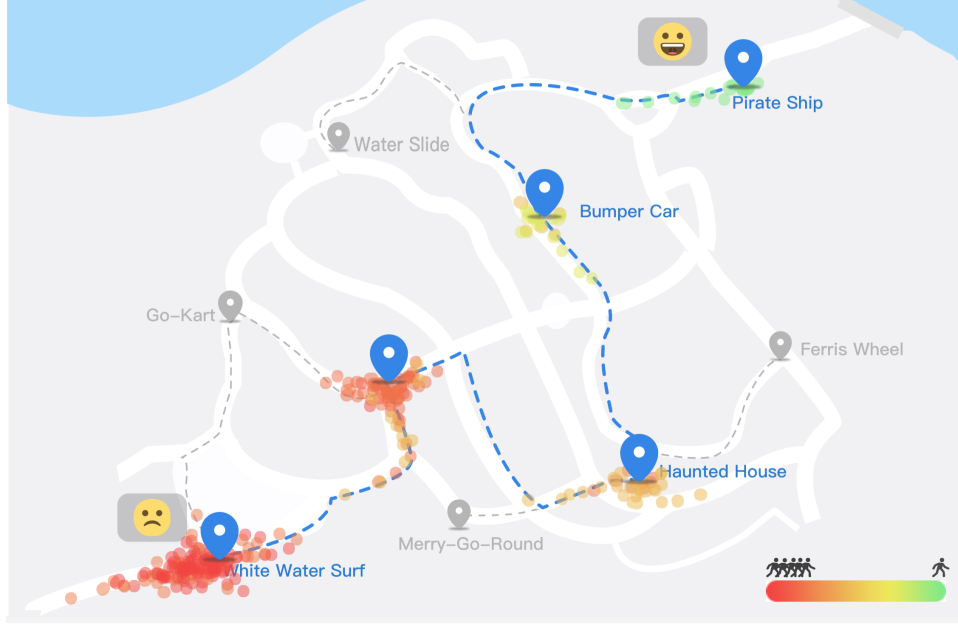 Pirate Ship
Water Slide
Bumper Car
Go-Kart
Ferris Wheel
Haunted House
Merry-Go-Round
White Water Surf